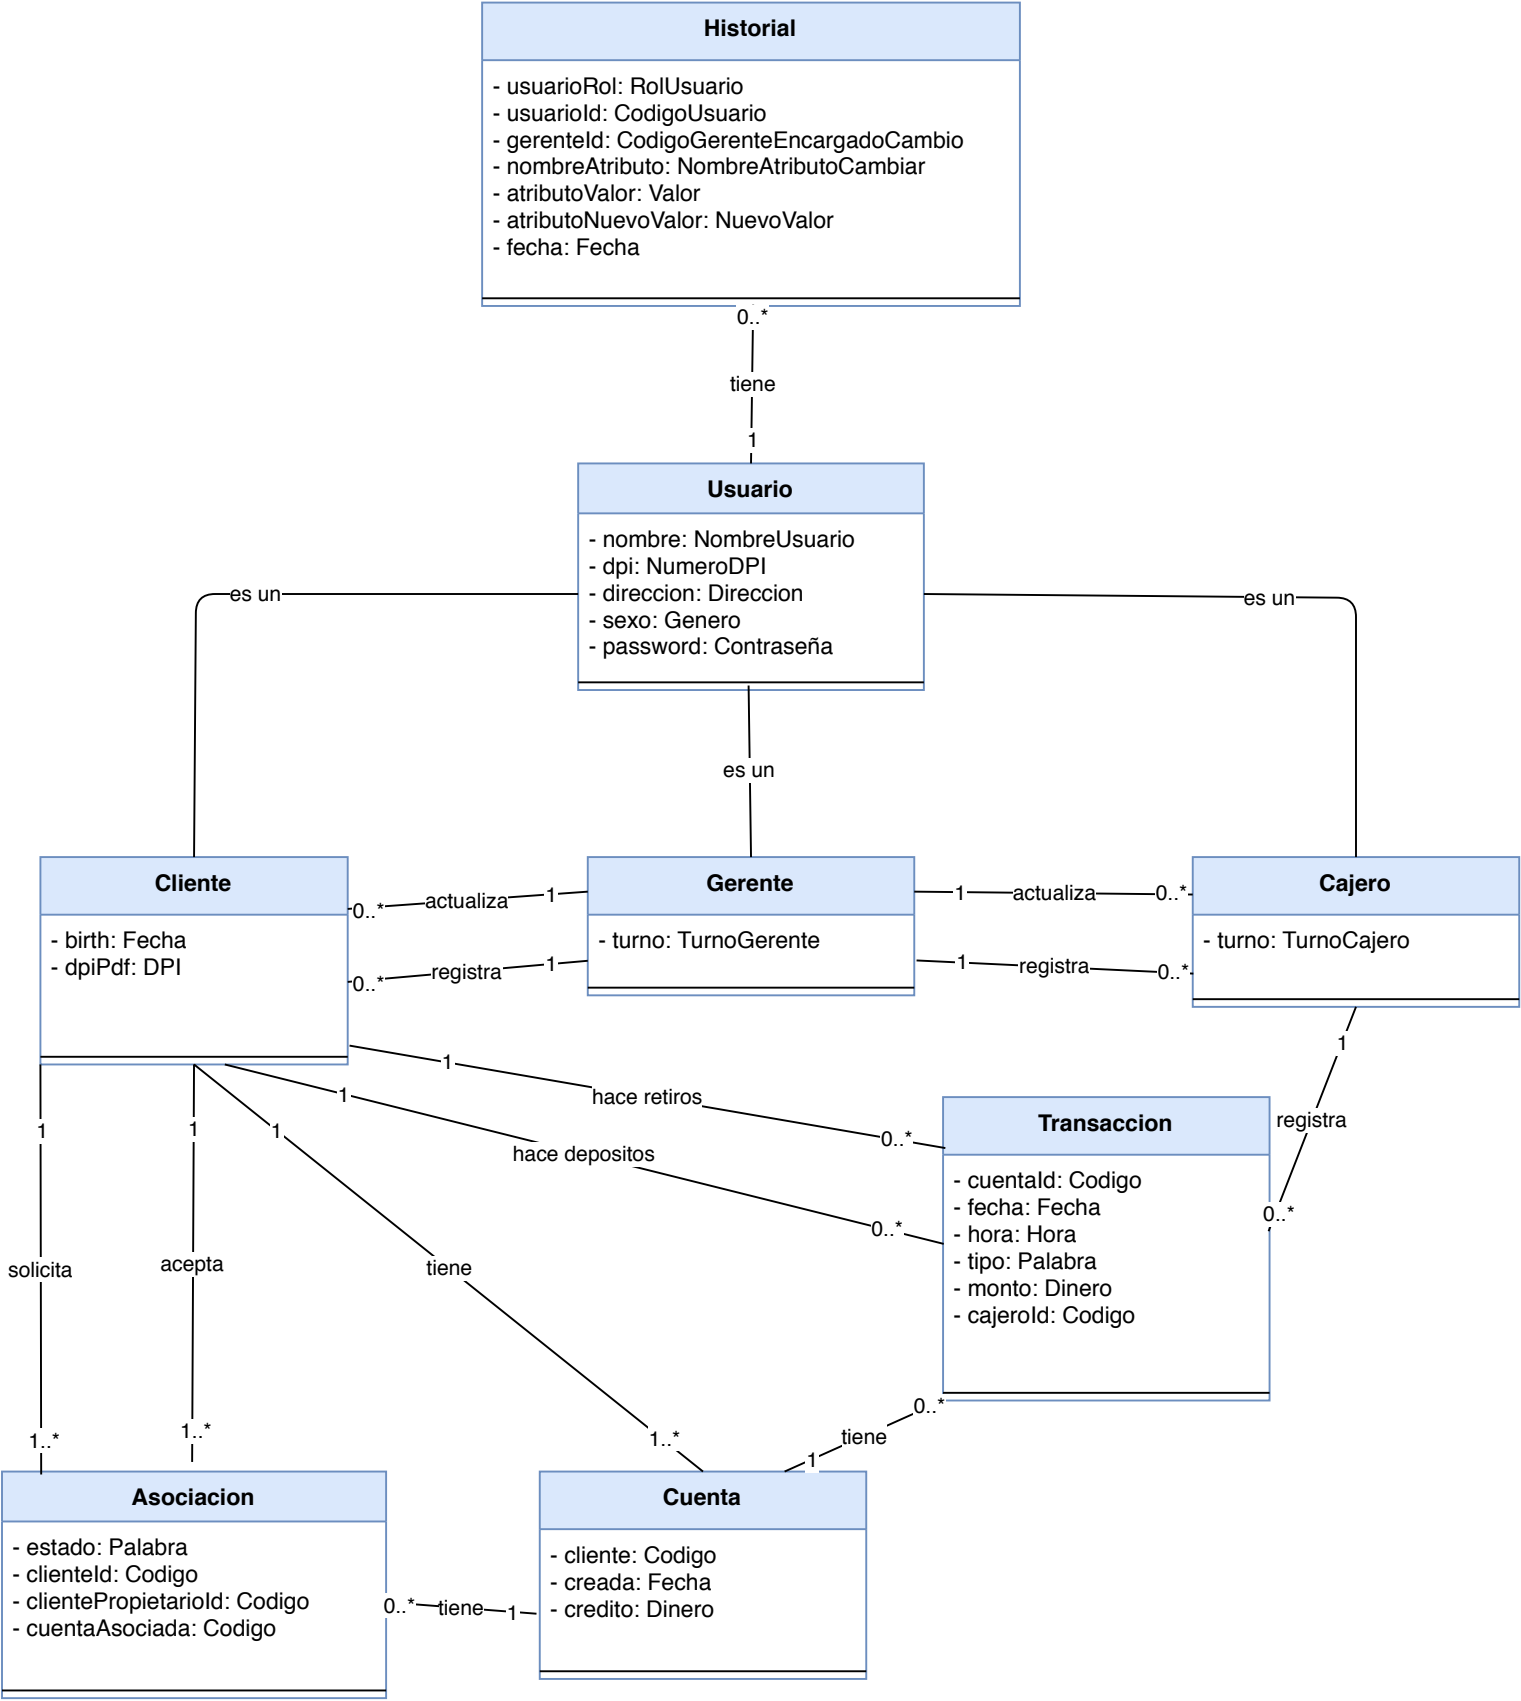 Historial
- usuarioRol: RolUsuario
- usuarioId: CodigoUsuario
- gerenteId: CodigoGerenteEncargadoCambio
- nombreAtributo: NombreAtributoCambiar
- atributoValor: Valor
- atributoNuevoValor: NuevoValor
- fecha: Fecha
0..*
tiene
1
Usuario
- nombre: NombreUsuario
- dpi: NumeroDPI
- direccion: Direccion
- sexo: Genero
- password: Contraseña
es un
es un
es un
Cliente
- birth: Fecha
- dpiPdf: DPI
0..* actualiza 1
0..* registra 1
Gerente
- turno: TurnoGerente
1 actualiza 0..*
1 registra 0..*
Cajero
- turno: TurnoCajero
1
registra
0..*
1
hace retiros
0..*
1
hace depositos
0..*
Transaccion
- cuentaId: Codigo
- fecha: Fecha
- hora: Hora
- tipo: Palabra
- monto: Dinero
- cajeroId: Codigo
1
solicita
1..*
1
acepta
1..*
1
tiene
1..*
0..*
tiene
1
Asociacion
- estado: Palabra
- clienteId: Codigo
- clientePropietarioId: Codigo
- cuentaAsociada: Codigo
0..* tiene 1
Cuenta
- cliente: Codigo
- creada: Fecha
- credito: Dinero